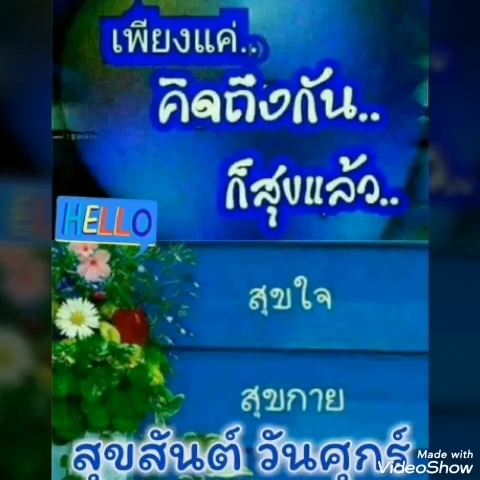 เพียงแค่..
คิดถึงกัน..
ก็สุขแล้ว..
HELLO
สุขใจ
สุขกาย
สุขสันต์ วันศุกร์
Made with
VideoShow